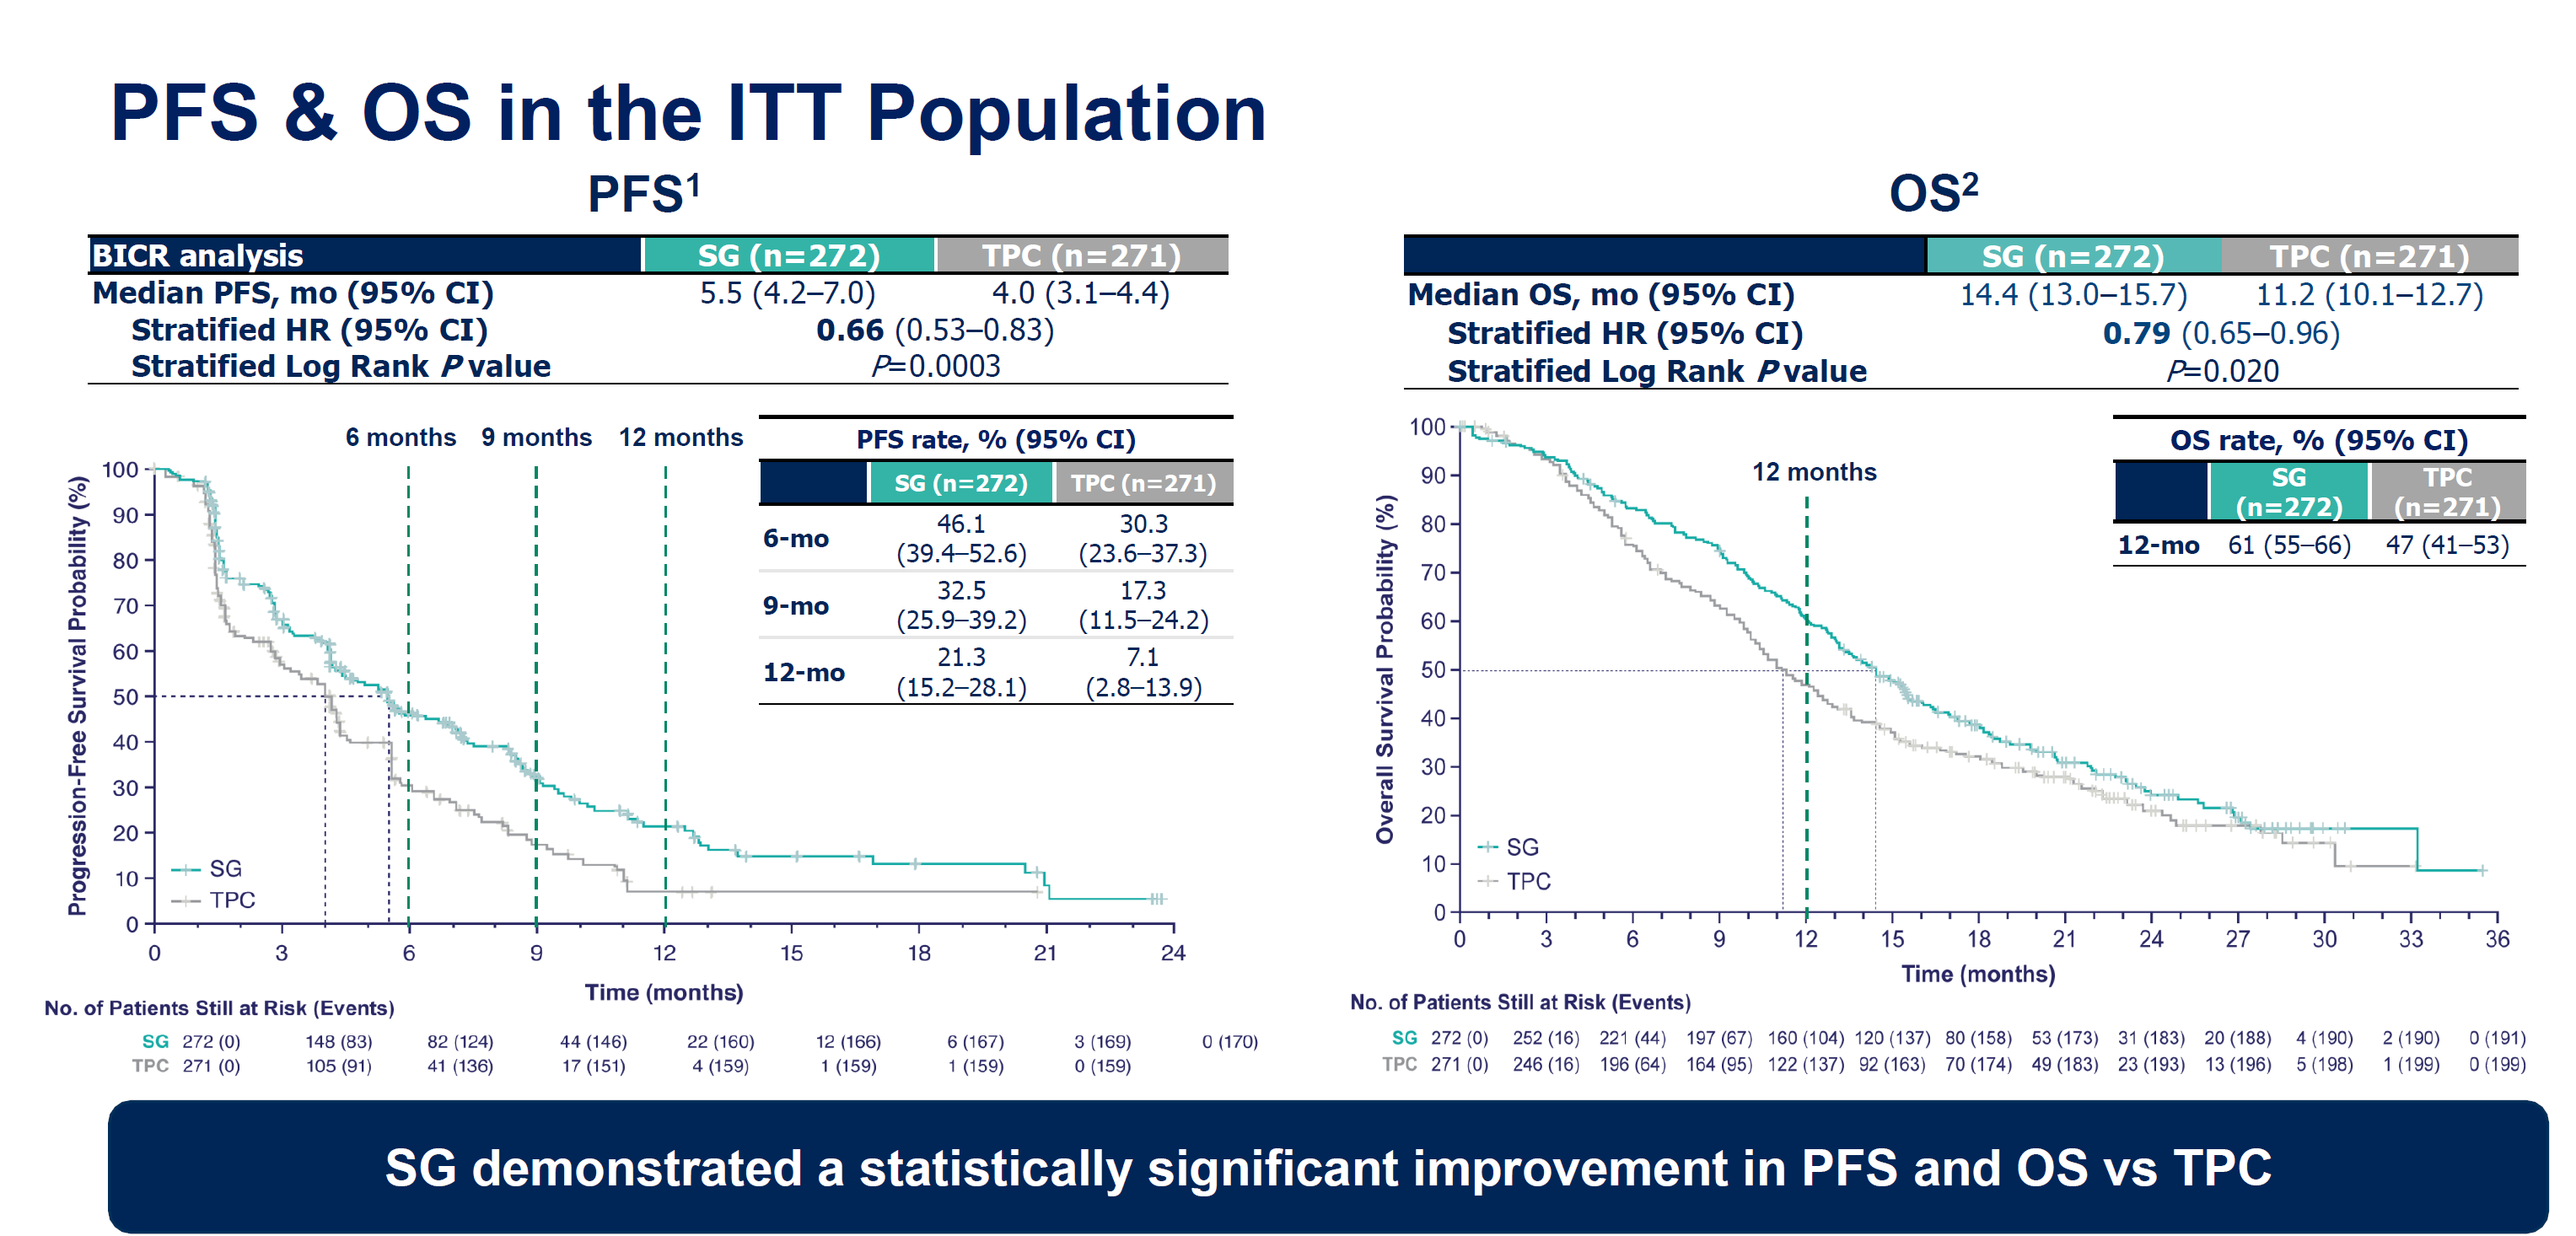 PFS & OS in the ITT Population
PFS1
BICR analysis SG (n=272) TPC (n=271)
Median PFS, mo (95% CI) 5.5 (4.2–7.0) 4.0 (3.1–4.4)
Stratified HR (95% CI) 0.66 (0.53–0.83)
Stratified Log Rank P value P=0.0003
6 months 9 months 12 months
PFS rate, % (95% CI)
SG (n=272) TPC (n=271)
6-mo 46.1 (39.4–52.6) 30.3 (23.6–37.3)
9-mo 32.5 (25.9–39.2) 17.3 (11.5–24.2)
12-mo 21.3 (15.2–28.1) 7.1 (2.8–13.9)
Progression-Free Survival Probability (%)
100
90
80
70
60
50
40
30
20
10
0
SG
TPC
0 3 6 9 12 15 18 21 24
Time (months)
No. of Patients Still at Risk (Events)
SG 272 (0) 148 (83) 82 (124) 44 (146) 22 (160) 12 (166) 6 (167) 3 (169) 0 (170)
TPC 271 (0) 105 (91) 41 (136) 17 (151) 4 (159) 1 (159) 1 (159) 0 (159)
OS2
SG (n=272) TPC (n=271)
Median OS, mo (95% CI) 14.4 (13.0–15.7) 11.2 (10.1–12.7)
Stratified HR (95% CI) 0.79 (0.65–0.96)
Stratified Log Rank P value P=0.020
12 months
OS rate, % (95% CI)
SG (n=272) TPC (n=271)
12-mo 61 (55–66) 47 (41–53)
Overall Survival Probability (%)
100
90
80
70
60
50
40
30
20
10
0
SG
TPC
0 3 6 9 12 15 18 21 24 27 30 33 36
Time (months)
No. of Patients Still at Risk (Events)
SG 272 (0) 252 (16) 221 (44) 197 (67) 160 (104) 120 (137) 80 (158) 53 (173) 31 (183) 20 (188) 4 (190) 2 (190) 0 (191)
TPC 271 (0) 246 (16) 196 (64) 164 (95) 122 (137) 92 (163) 70 (174) 49 (183) 23 (193) 13 (196) 5 (198) 1 (199) 0 (199)
SG demonstrated a statistically significant improvement in PFS and OS vs TPC